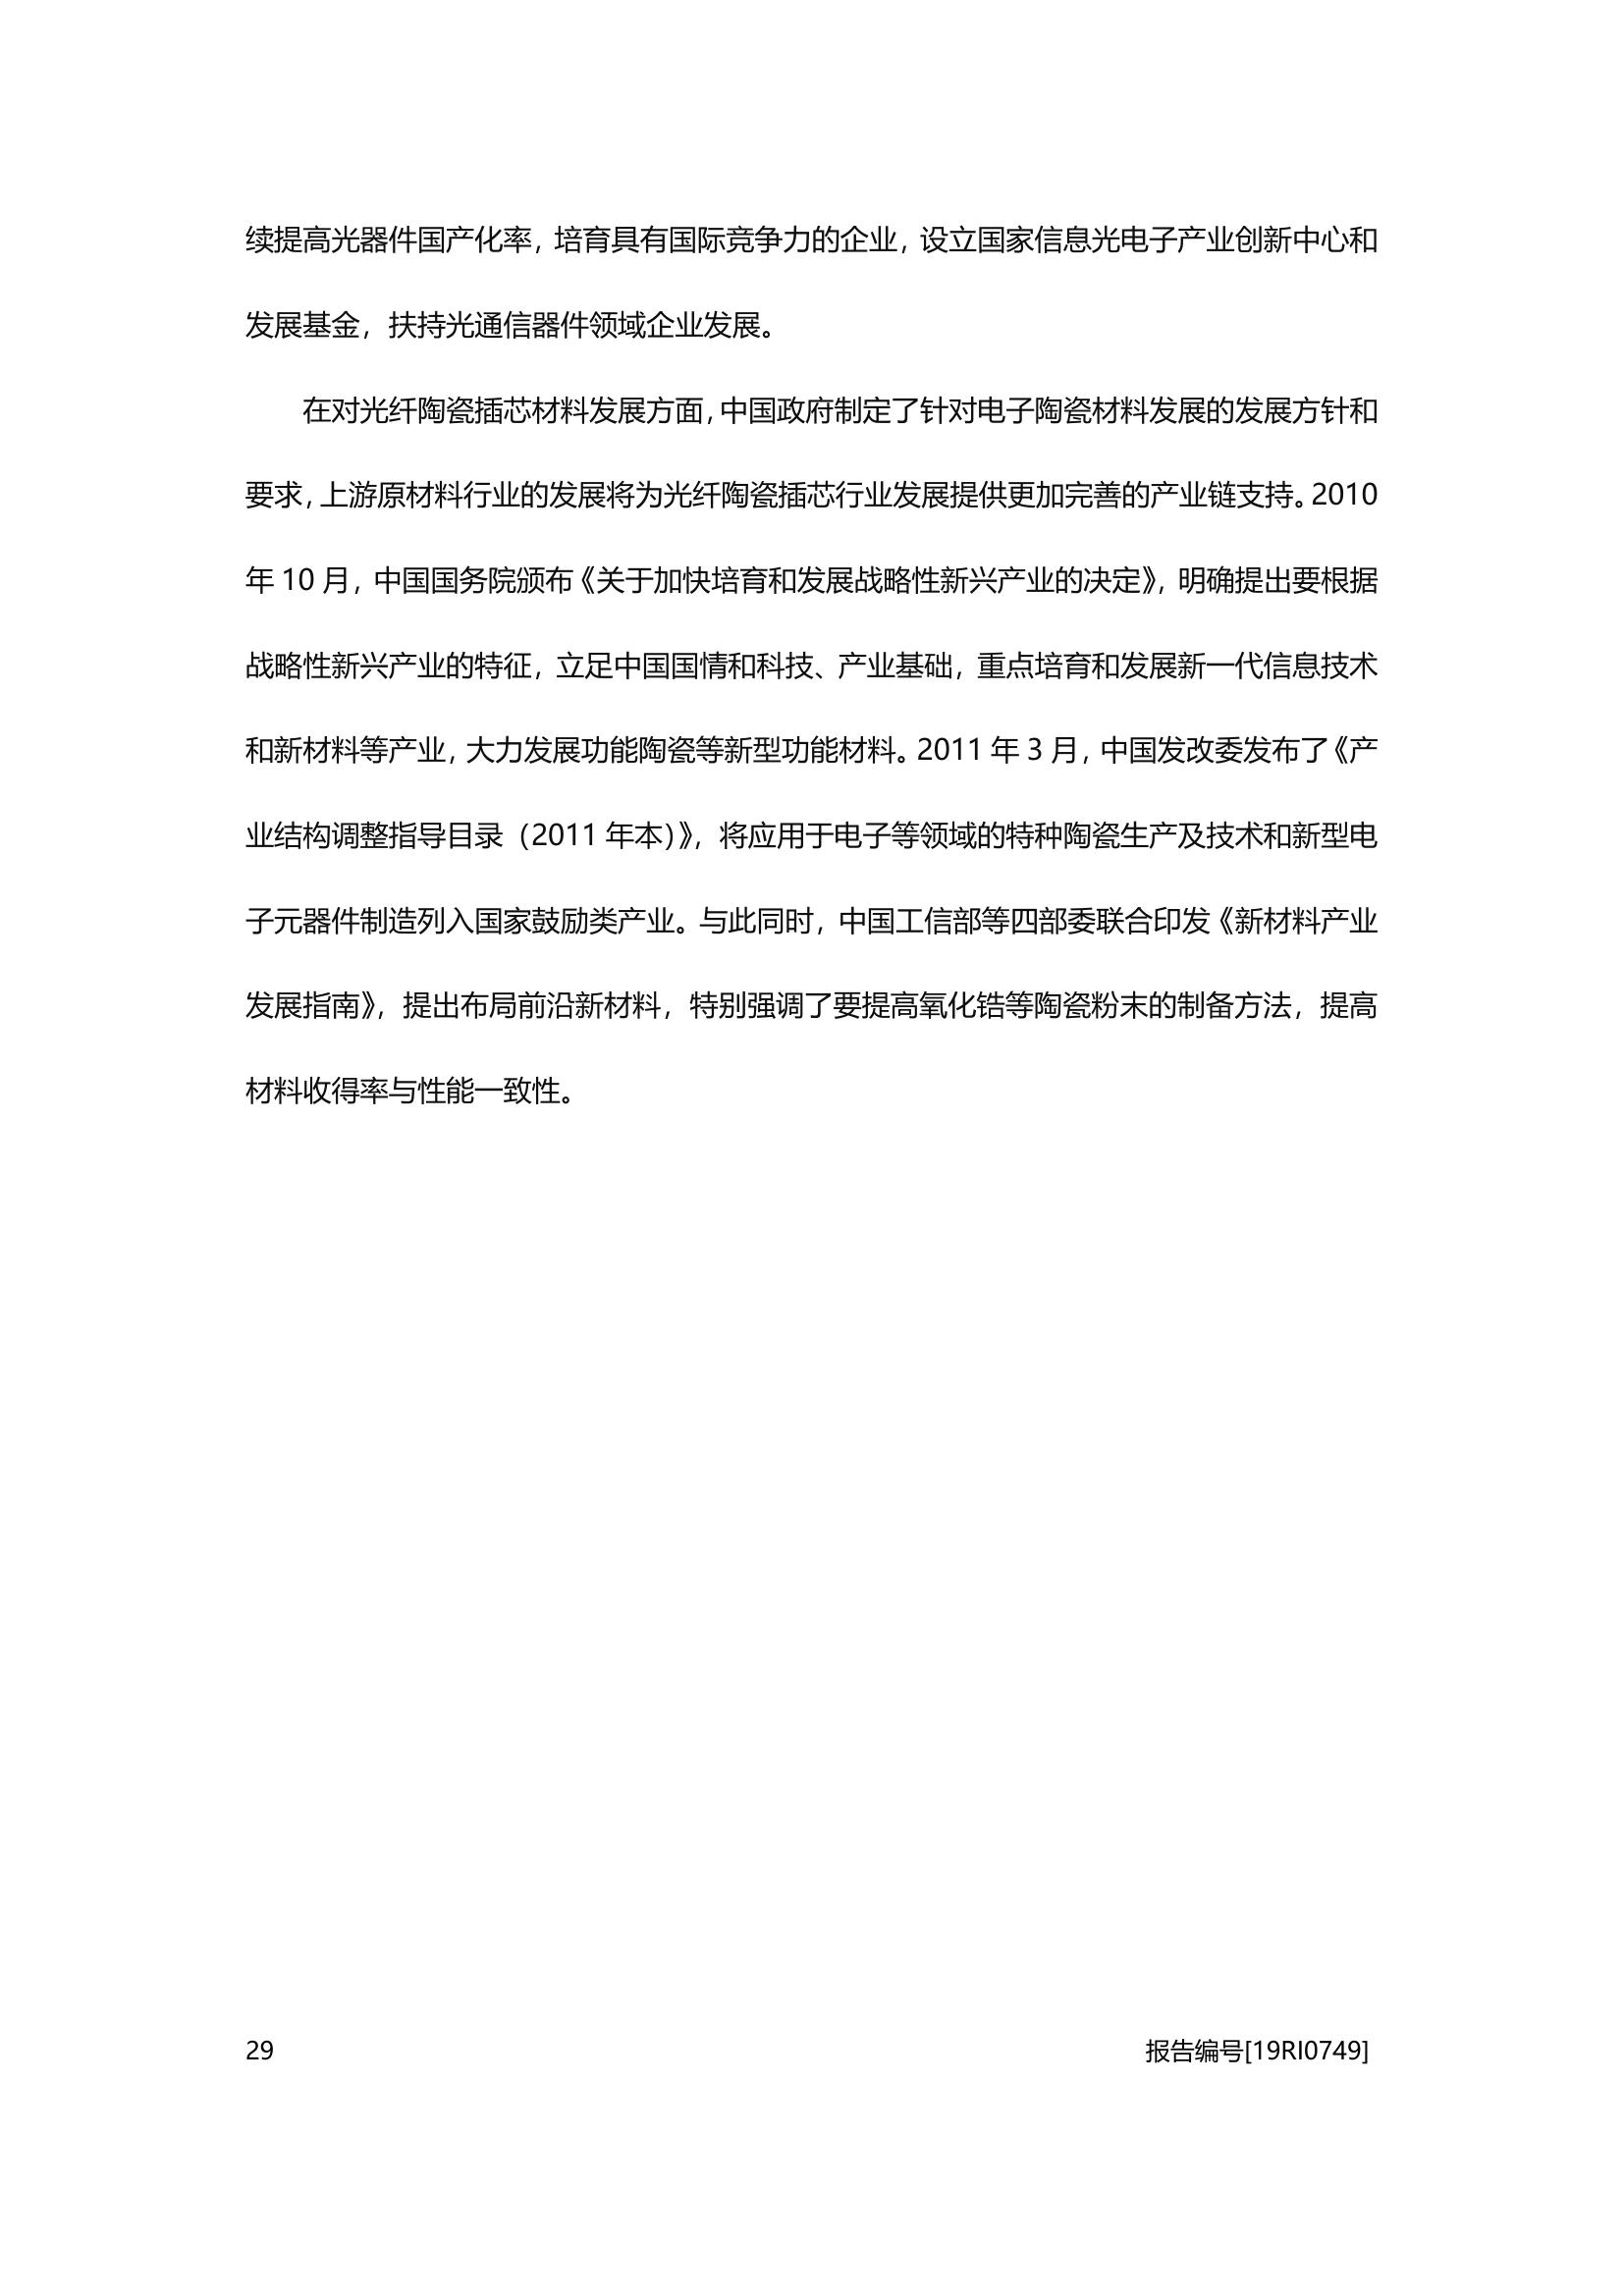 续提高光器件国产化率，培育具有国际竞争力的企业，设立国家信息光电子产业创新中心和
发展基金，扶持光通信器件领域企业发展。
在对光纤陶瓷插芯材料发展方面，中国政府制定了针对电子陶瓷材料发展的发展方针和
要求，上游原材料行业的发展将为光纤陶瓷插芯行业发展提供更加完善的产业链支持。2010
年 10 月，中国国务院颁布《关于加快培育和发展战略性新兴产业的决定》，明确提出要根据
战略性新兴产业的特征，立足中国国情和科技、产业基础，重点培育和发展新一代信息技术
和新材料等产业，大力发展功能陶瓷等新型功能材料。2011 年 3 月，中国发改委发布了《产
业结构调整指导目录（2011 年本）》，将应用于电子等领域的特种陶瓷生产及技术和新型电
子元器件制造列入国家鼓励类产业。与此同时，中国工信部等四部委联合印发《新材料产业
发展指南》，提出布局前沿新材料，特别强调了要提高氧化锆等陶瓷粉末的制备方法，提高
材料收得率与性能一致性。
29 报告编号[19RI0749]